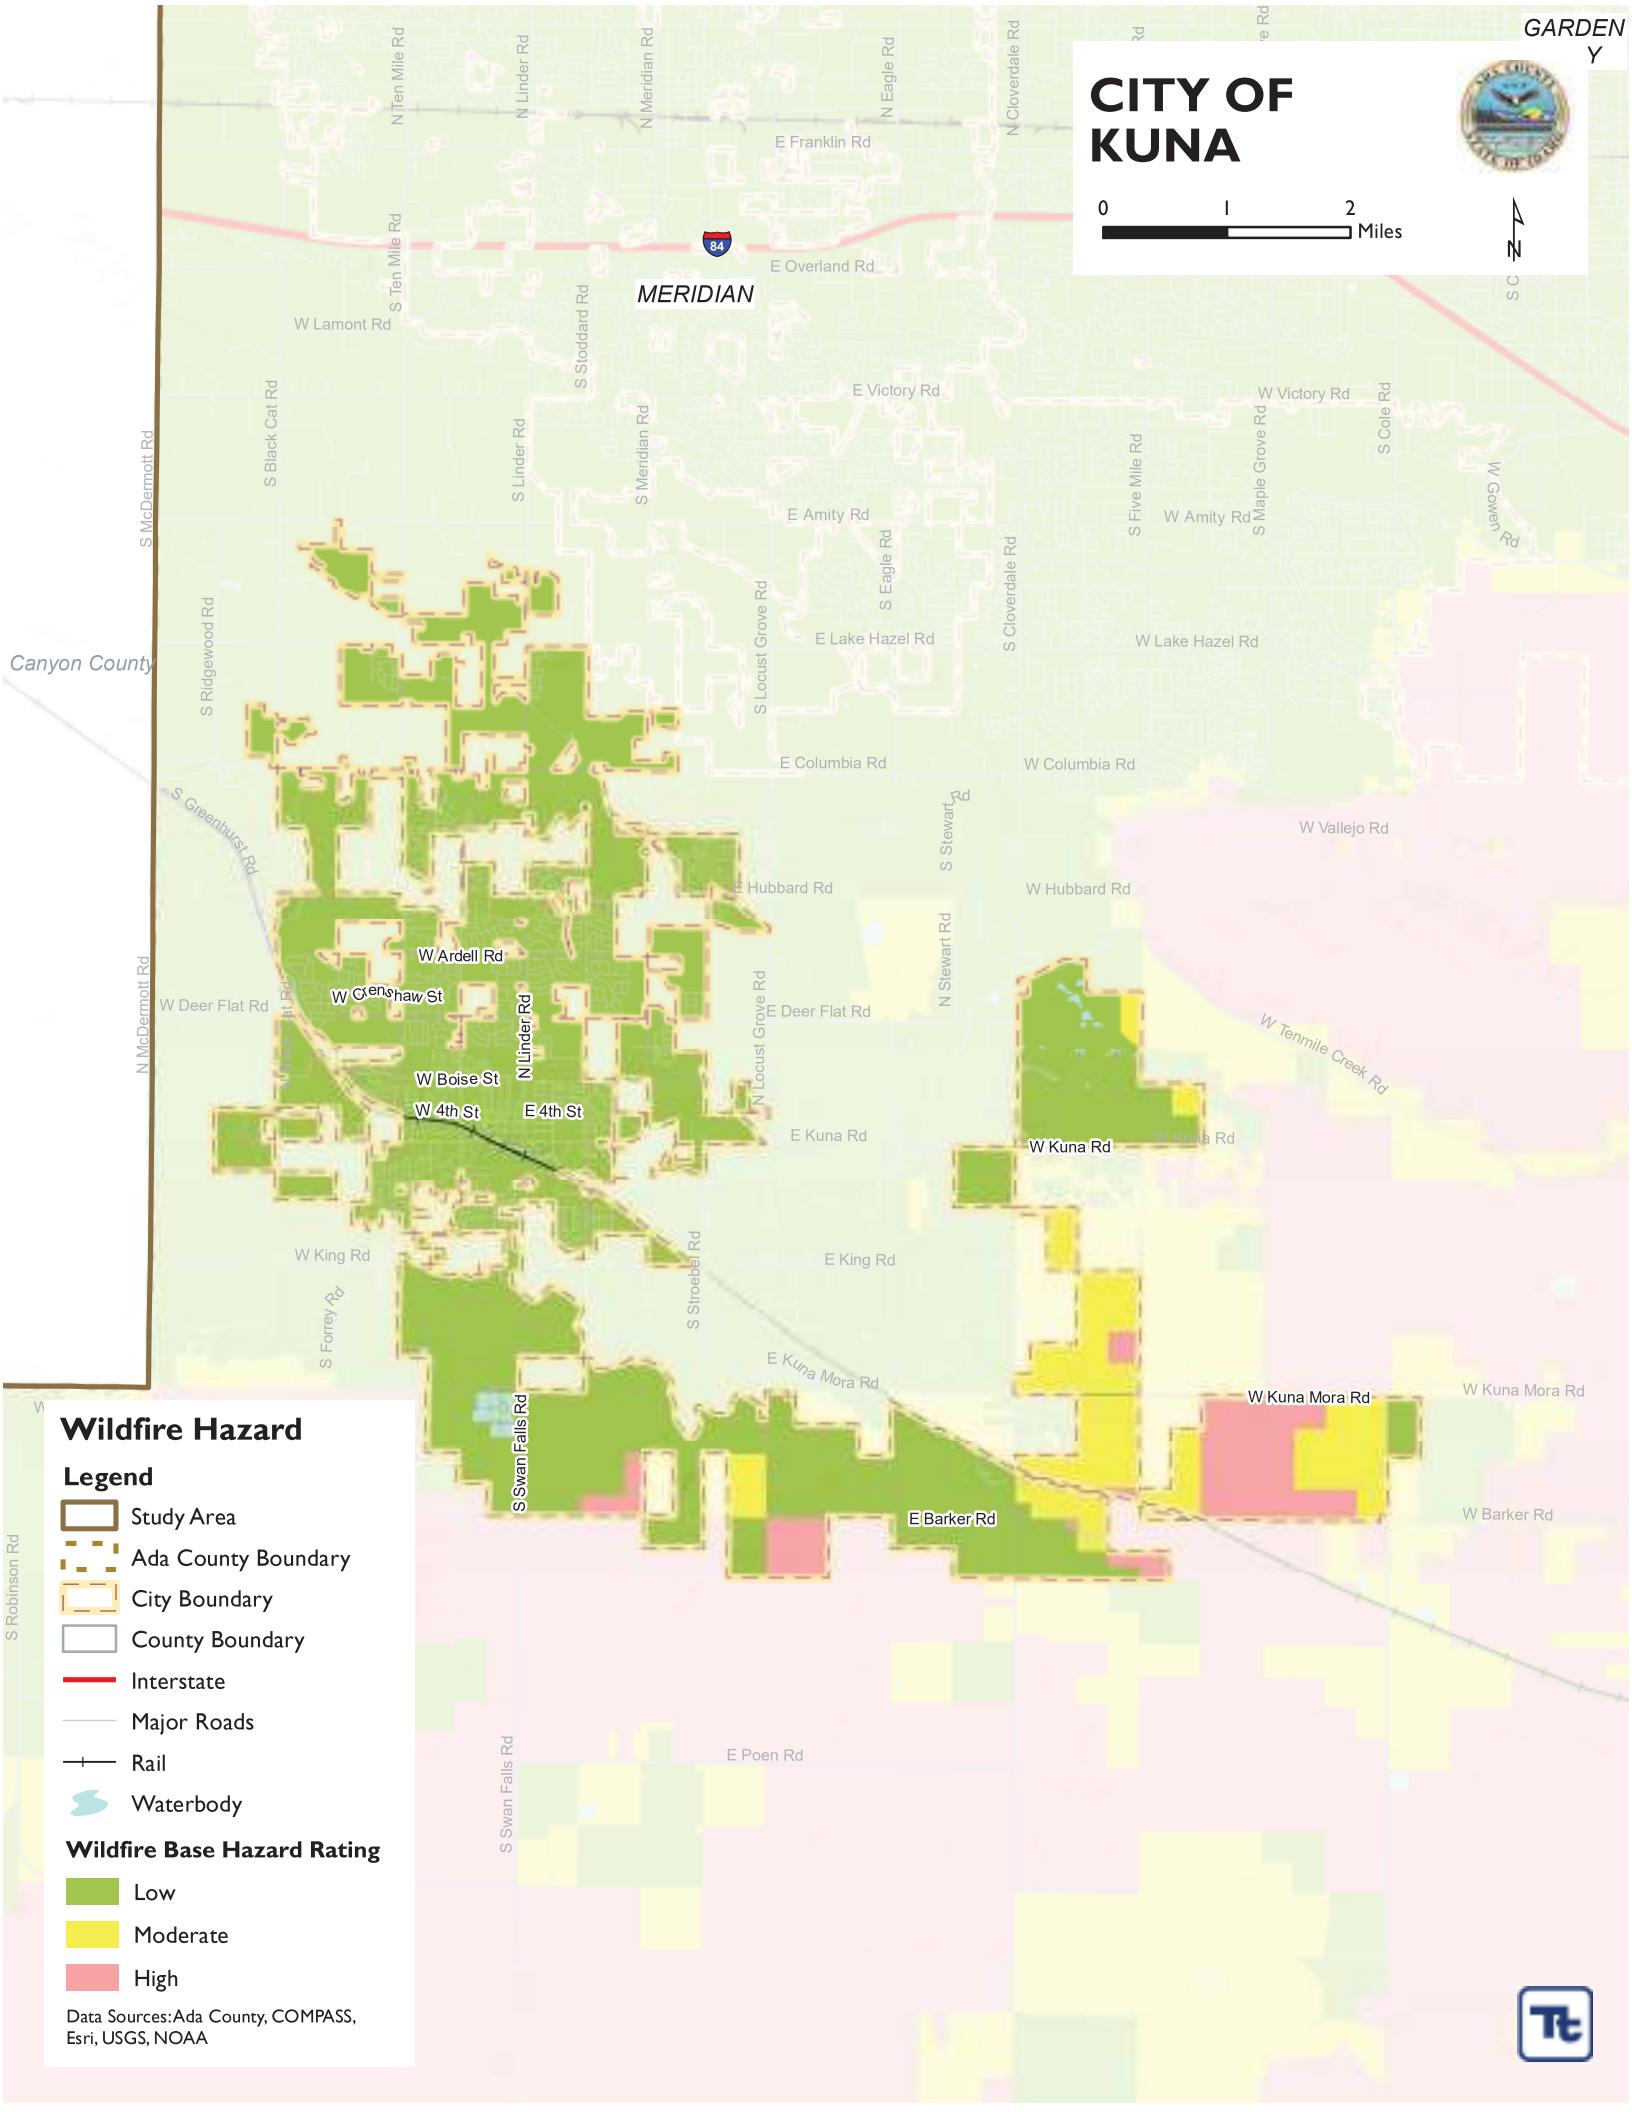 GARDEN
Y
CITY OF
KUNA
0 1 2
Miles
N
N Ten Mile Rd
N Linder Rd
N Meridian Rd
N Eagle Rd
N Cloverdale Rd
Rd
e Rd
E Franklin Rd
S Ten Mile Rd
84
E Overland Rd
MERIDIAN
S C
W Lamont Rd
S Stoddard Rd
E Victory Rd
W Victory Rd
S Black Cat Rd
S Cole Rd
S McDermott Rd
S Linder Rd
S Meridian Rd
S Five Mile Rd
S Maple Grove Rd
W Gowen Rd
E Amity Rd
W Amity Rd
S Eagle Rd
S Cloverdale Rd
S Ridgewood Rd
S Locust Grove Rd
E Lake Hazel Rd
W Lake Hazel Rd
Canyon County
E Columbia Rd
W Columbia Rd
S Greenhurst Rd
S Stewart Rd
W Vallejo Rd
E Hubbard Rd
W Hubbard Rd
W Ardell Rd
N Stewart Rd
W Crenshaw St
N McDermott Rd
W Deer Flat Rd
N Black Cat Rd
N Linder Rd
N Locust Grove Rd
E Deer Flat Rd
W Tenmile Creek Rd
W Boise St
W 4th St
E 4th St
E Kuna Rd
W Kuna Rd
W Kuna Rd
W King Rd
S Stroebel Rd
E King Rd
S Forrey Rd
E Kuna Mora Rd
W Kuna Mora Rd
W Kuna Mora Rd
W
S Swan Falls Rd
E Barker Rd
W Barker Rd
S Robinson Rd
S Swan Falls Rd
E Poen Rd
Wildfire Hazard
Legend
Study Area
Ada County Boundary
City Boundary
County Boundary
Interstate
Major Roads
Rail
Waterbody
Wildfire Base Hazard Rating
Low
Moderate
High
Data Sources: Ada County, COMPASS,
Esri, USGS, NOAA
Tt